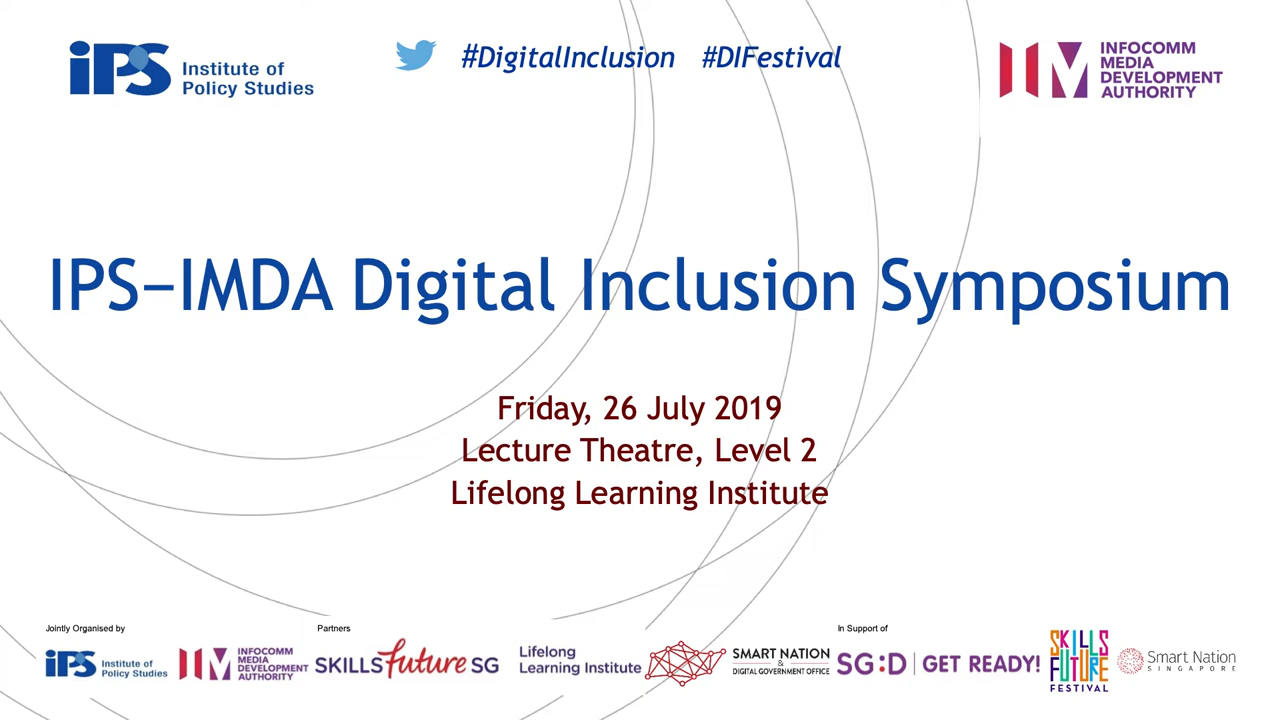 iPS Institute of
Policy Studies
#DigitalInclusion #DIFestival
INFOCOMM
MEDIA
DEVELOPMENT
AUTHORITY
IPS–IMDA Digital Inclusion Symposium
Friday, 26 July 2019
Lecture Theatre, Level 2
Lifelong Learning Institute
Jointly Organised by
iPS Institute of
Policy Studies
INFOCOMM
MEDIA
DEVELOPMENT
AUTHORITY
Partners
SKILLSfuture SG
Lifelong
Learning Institute
SMART NATION
&
DIGITAL GOVERNMENT OFFICE
In Support of
SG:D GET READY!
SKILLS
FUTURE
FESTIVAL
Smart Nation
SINGAPORE